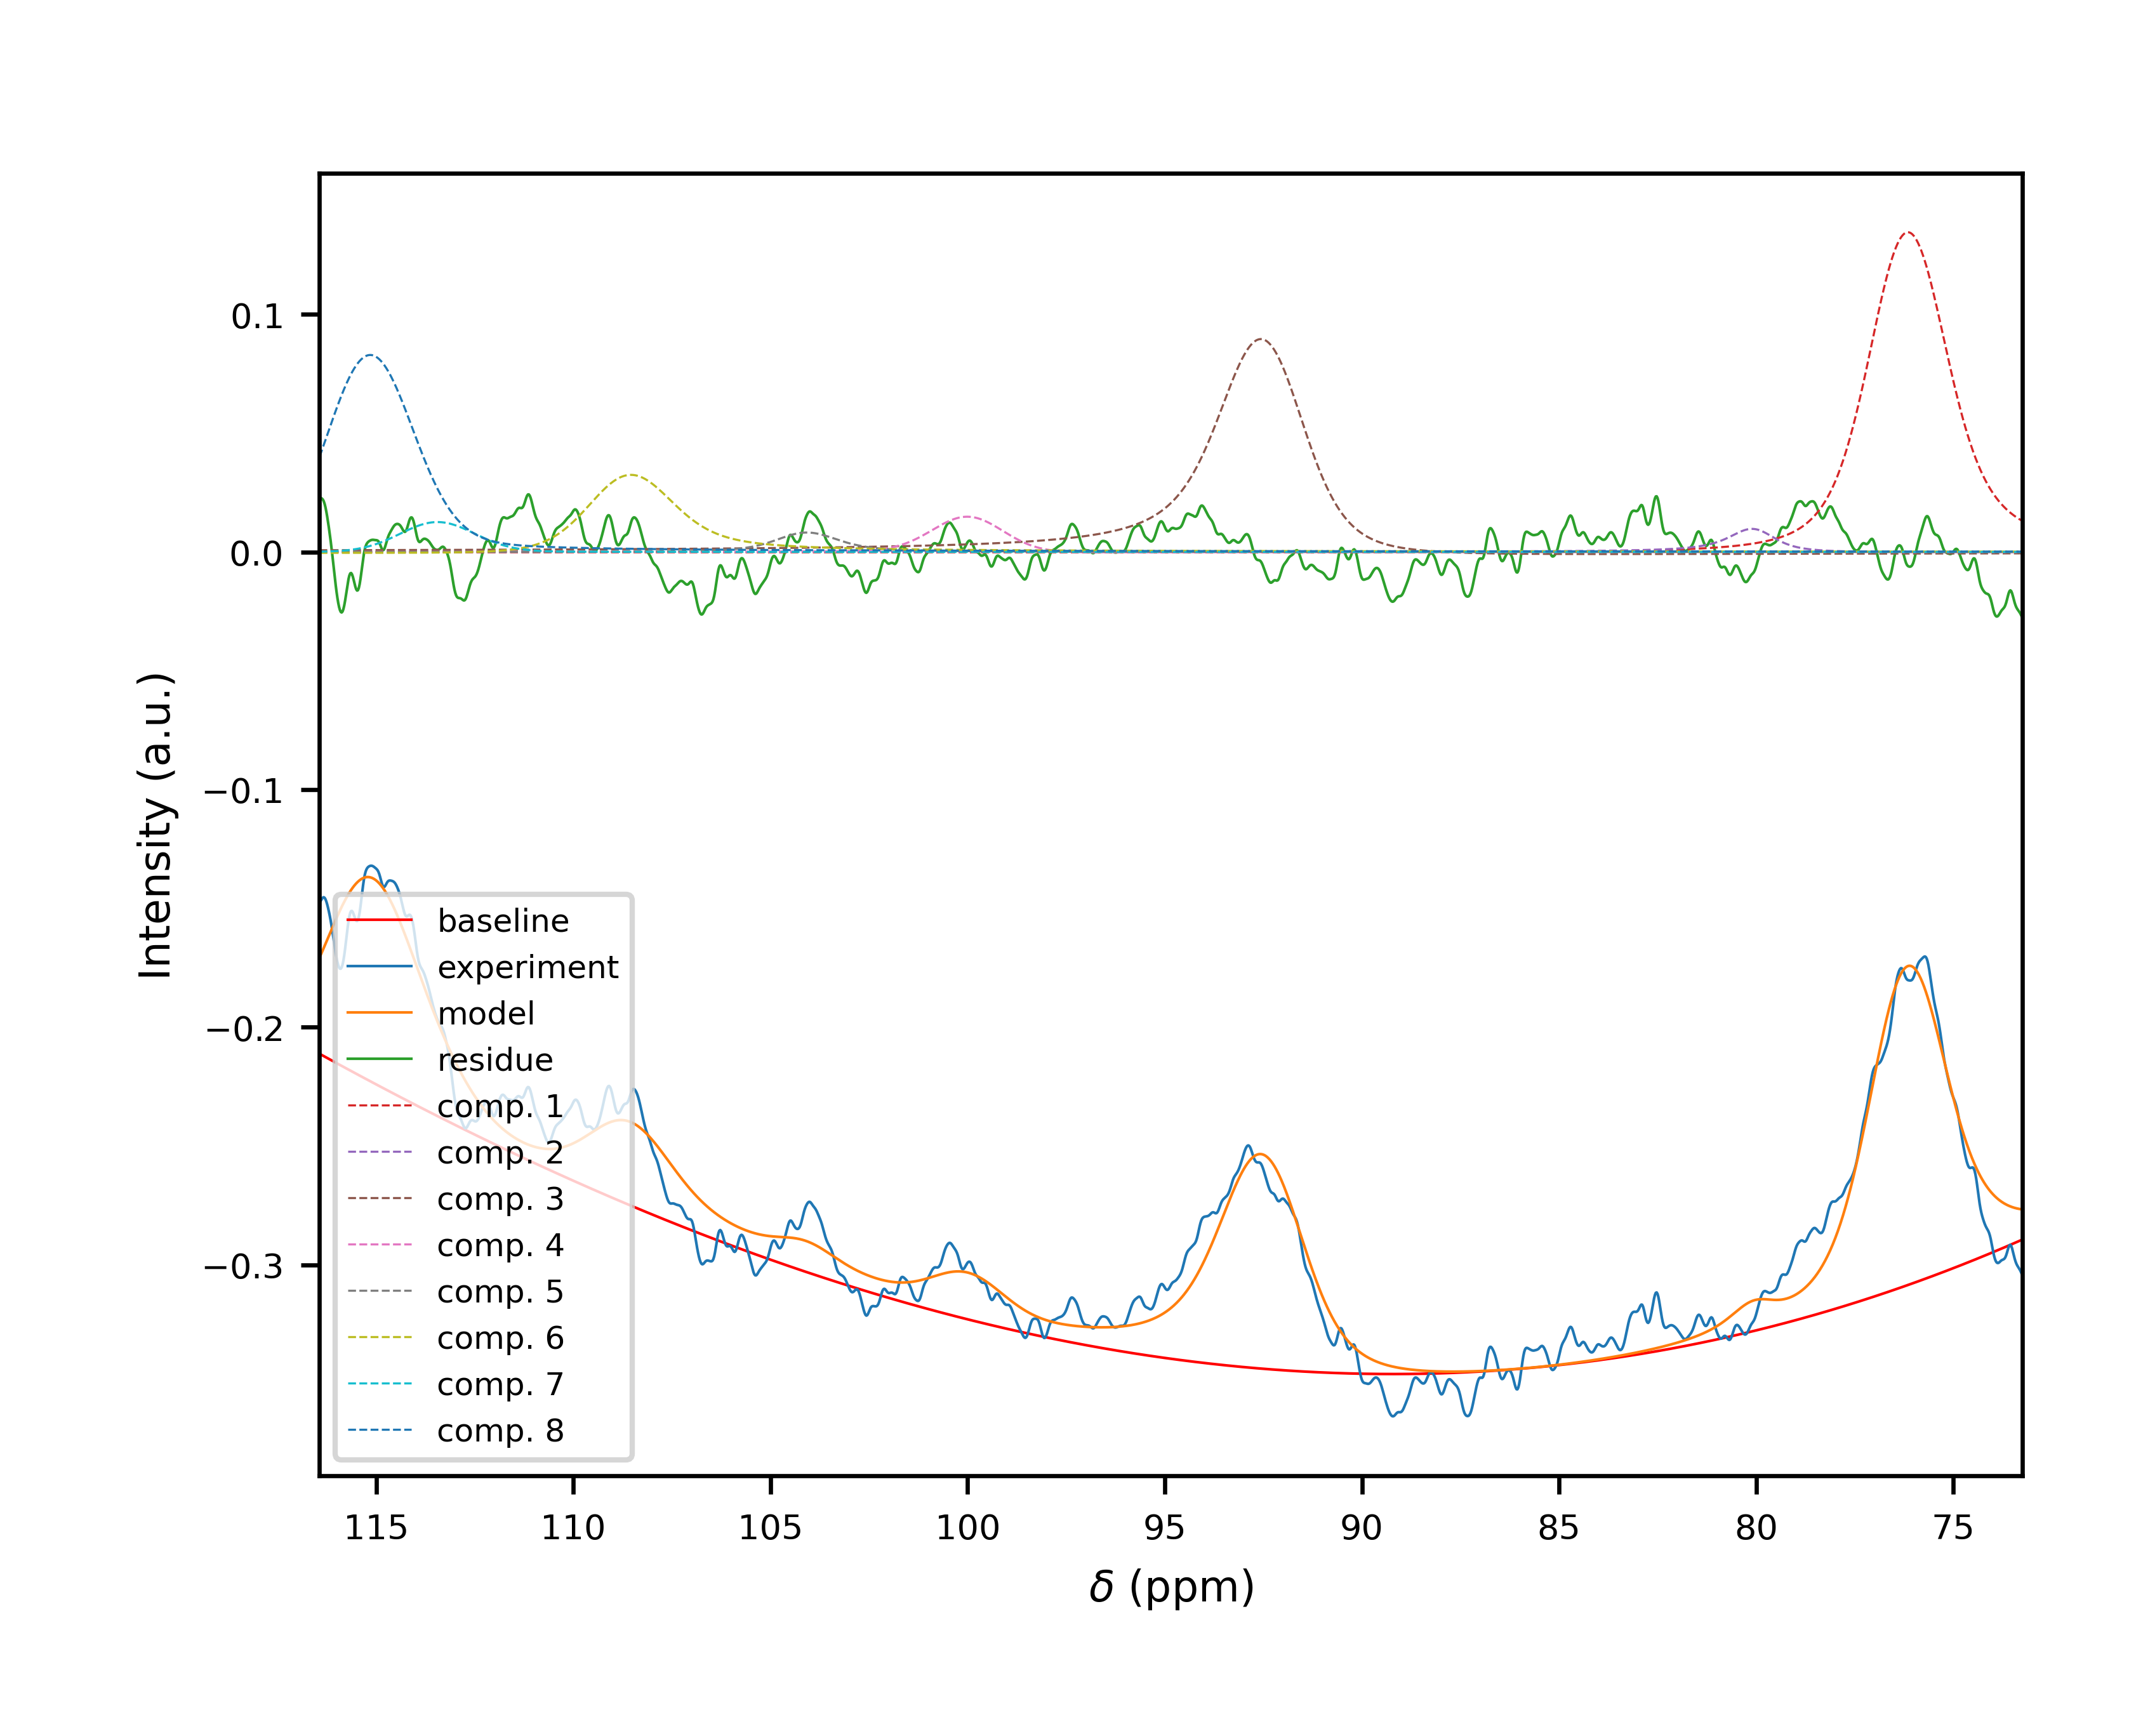 0.1
0.0
−0.1
−0.2
−0.3
Intensity (a.u.)
baseline
experiment
model
residue
comp. 1
comp. 2
comp. 3
comp. 4
comp. 5
comp. 6
comp. 7
comp. 8
115 110 105 100 95 90 85 80 75
δ (ppm)